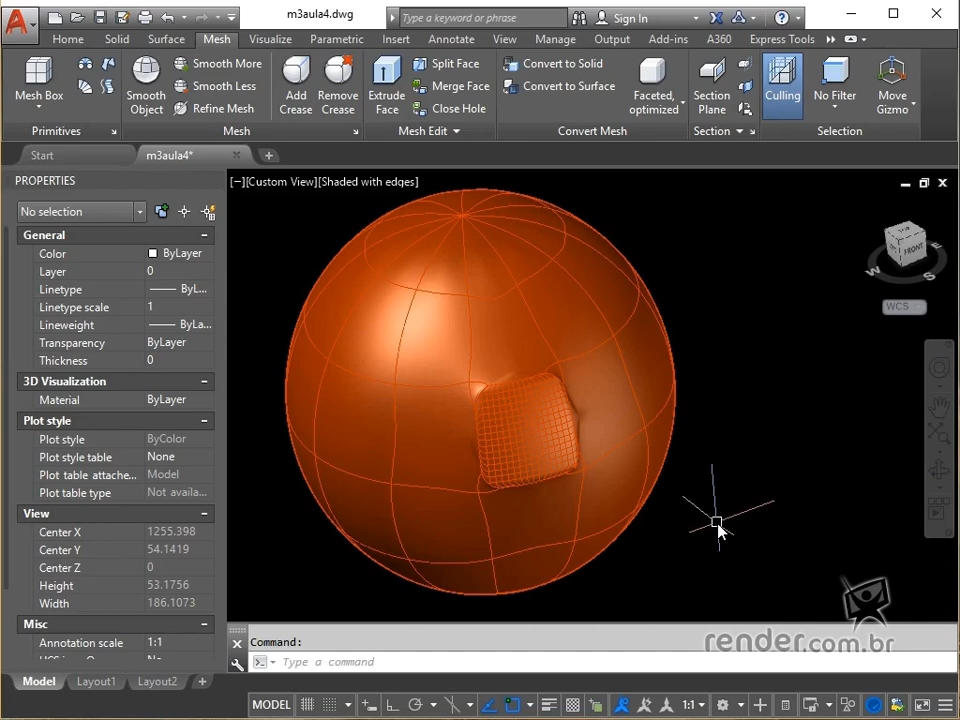 m3aula4.dwg
Type a keyword or phrase
Sign In
Home Solid Surface Mesh Visualize Parametric Insert Annotate View Manage Output Add-ins A360 Express Tools
Mesh Box
Smooth Object
Smooth More
Smooth Less
Refine Mesh
Add Crease
Remove Crease
Extrude Face
Split Face
Merge Face
Close Hole
Convert to Solid
Convert to Surface
Faceted, optimized
Section Plane
Culling
No Filter
Move Gizmo
Primitives Mesh Mesh Edit Convert Mesh Section Selection
Start m3aula4*
PROPERTIES
[−][Custom View][Shaded with edges]
No selection
General
Color ByLayer
Layer 0
Linetype ByL...
Linetype scale 1
Lineweight ByLa...
Transparency ByLayer
Thickness 0
3D Visualization
Material ByLayer
Plot style
Plot style ByColor
Plot style table None
Plot table attache... Model
Plot table type Not availa...
View
Center X 1255.398
Center Y 54.1419
Center Z 0
Height 53.1756
Width 186.1073
Misc
Annotation scale 1:1
FRONT
W
S
WCS
Command:
Type a command
render.com.br
Model Layout1 Layout2
MODEL
1:1